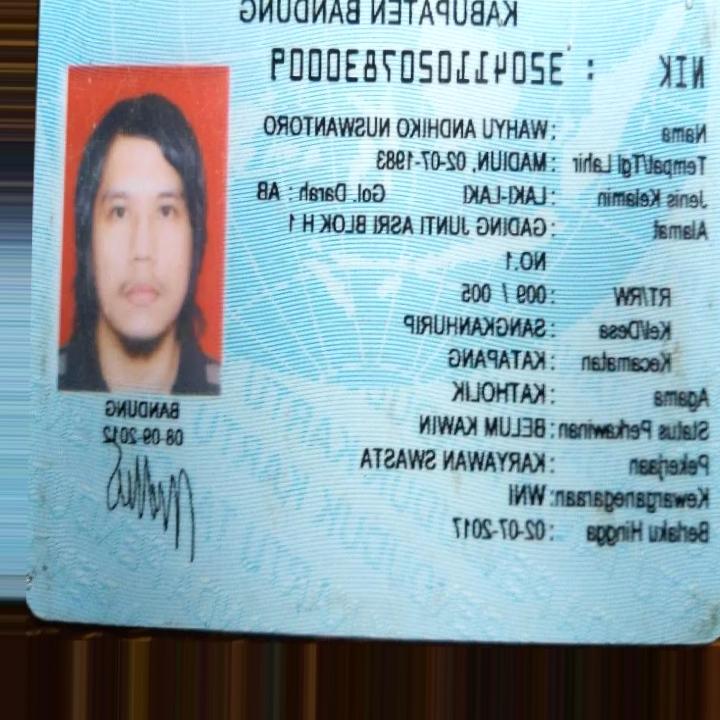 KABUPATEN BANDUNG
NIK : 3204110207830009
Nama : WAHYU ANDHIKO NUSWANTORO
Tempat/Tgl Lahir : MADIUN, 02-07-1983
Jenis Kelamin : LAKI-LAKI Gol. Darah : AB
Alamat : GADING JUNTI ASRI BLOK H 1
NO.1
RT/RW : 009 / 005
Kel/Desa : SANGKANHURIP
Kecamatan : KATAPANG
Agama : KATHOLIK
Status Perkawinan: BELUM KAWIN
Pekerjaan : KARYAWAN SWASTA
Kewarganegaraan: WNI
Berlaku Hingga : 02-07-2017
BANDUNG
08-09-2012